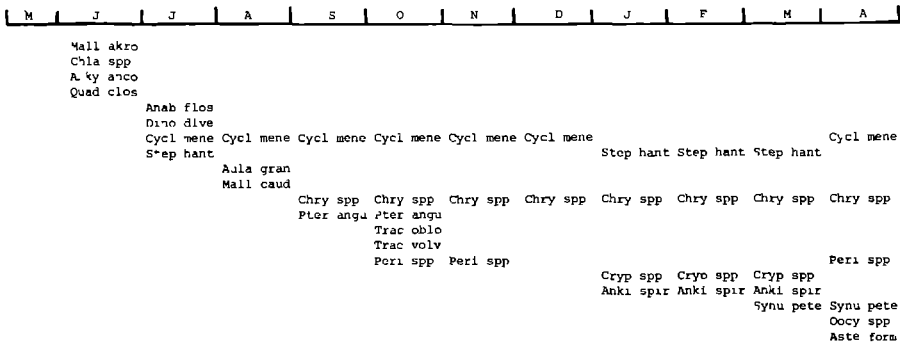 M J J A S O N D J F M A
Mall akro
Chla spp
Anky anco
Quad clos
Anab flos
Dino dive
Cycl mene Cycl mene Cycl mene Cycl mene Cycl mene Cycl mene Cycl mene
Step hant Step hant Step hant Step hant
Aula gran
Mall caud
Chry spp Chry spp Chry spp Chry spp Chry spp Chry spp Chry spp Chry spp
Pter angu Pter angu
Trac oblo
Trac volv
Peri spp Peri spp Peri spp
Cryp spp Cryp spp Cryp spp
Anki spir Anki spir Anki spir
Synu pete Synu pete
Oocy spp
Aste form